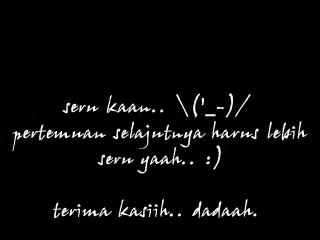 seru kaan.. \('_-)/
pertemuan selajutnya harus lebih
seru yaah.. :)
terima kasiih.. dadaah.